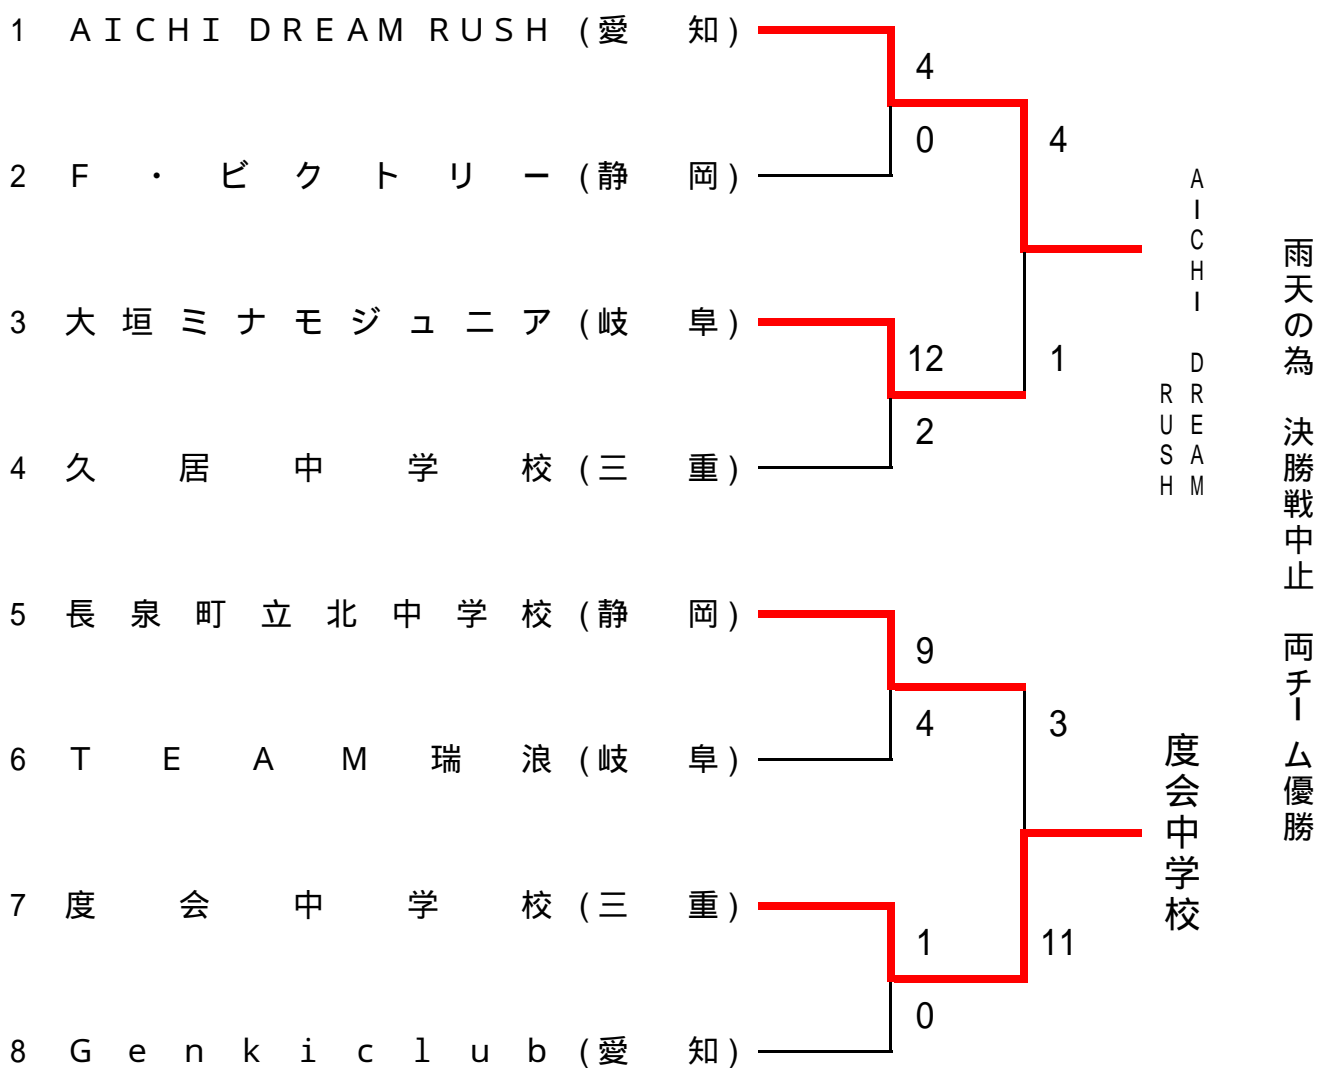 1 AICHI DREAM RUSH (愛 知)
4
0
4
2 F・ビクトリー (静 岡)
3 大垣ミナモジュニア (岐 阜)
12
1
2
4 久居中学校 (三 重)
AICHI DREAM
RUSH
5 長泉町立北中学校 (静 岡)
9
4
3
6 TEAM瑞浪 (岐 阜)
7 度会中学校 (三 重)
1
11
0
8 Genkiclub (愛 知)
度会中学校
雨天の為 決勝戦中止 両チーム優勝